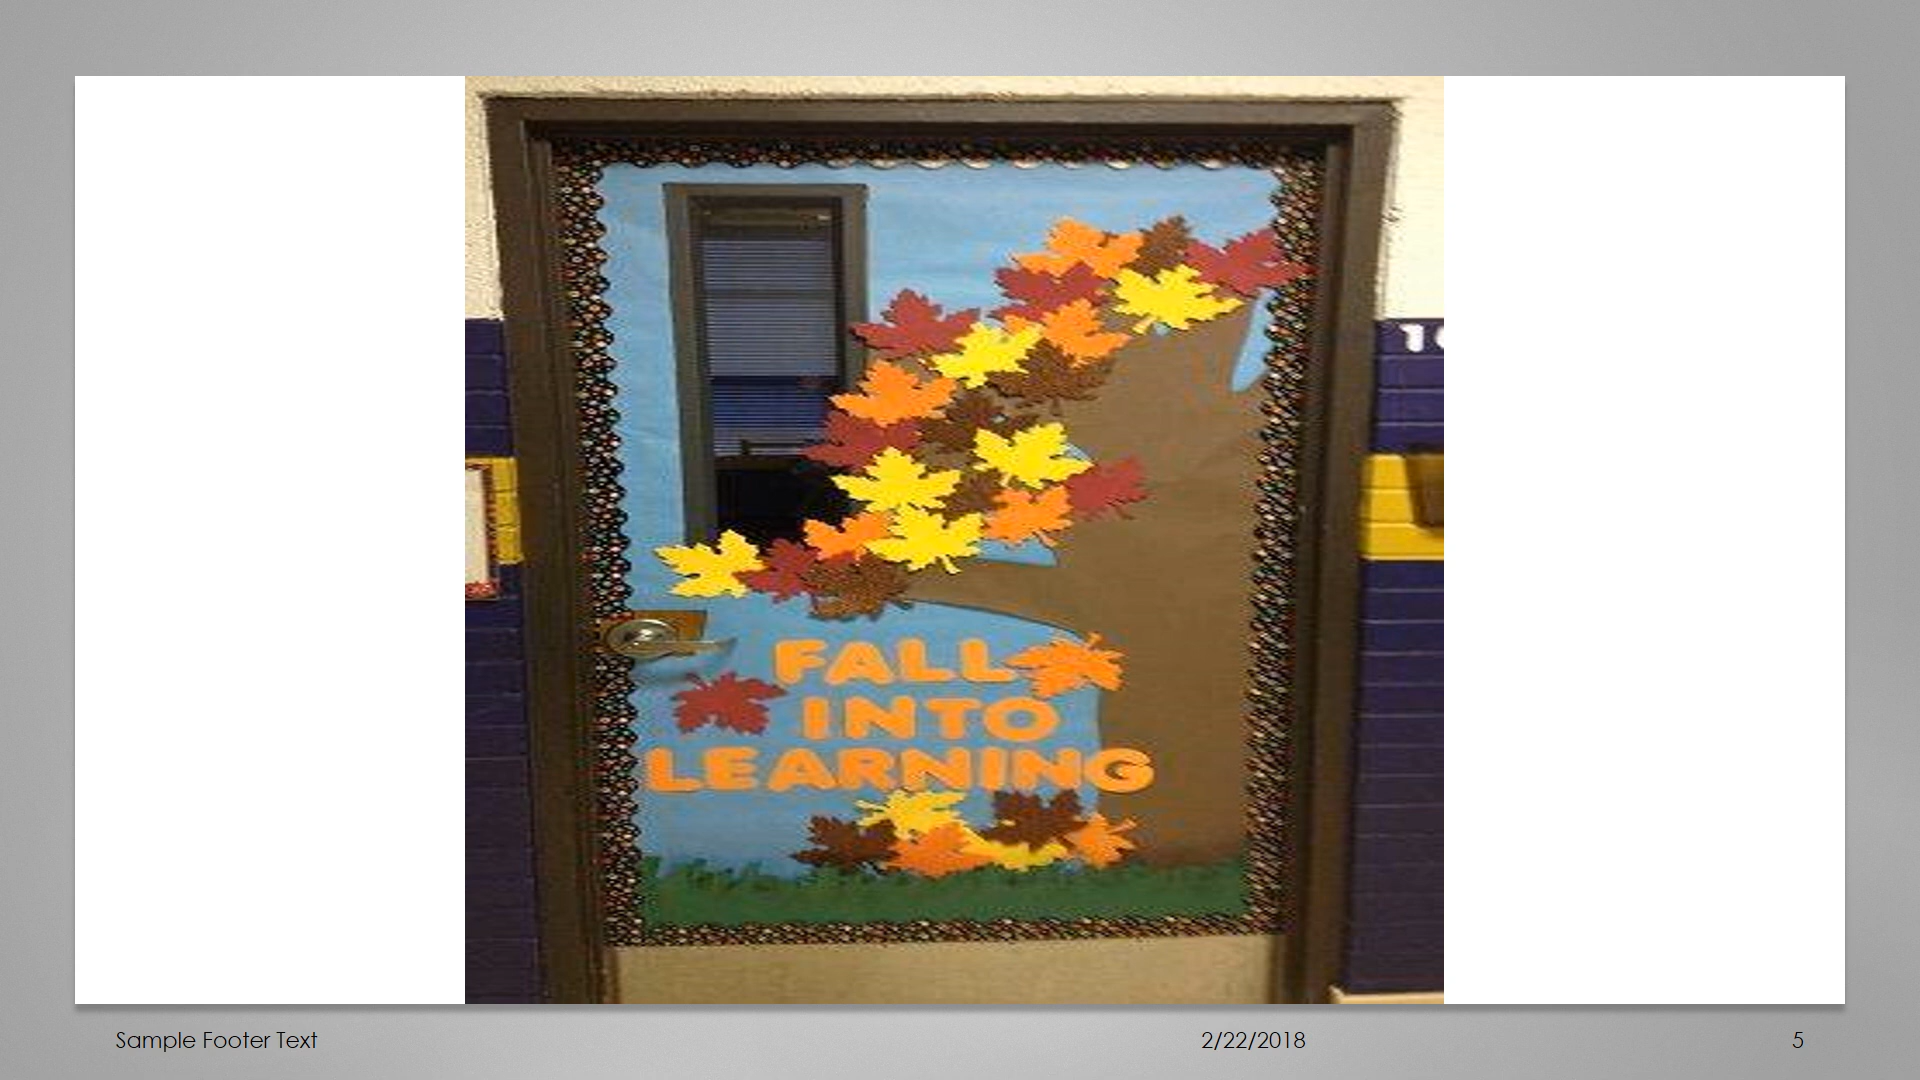 FALL
INTO
LEARNING
Sample Footer Text
2/22/2018
5